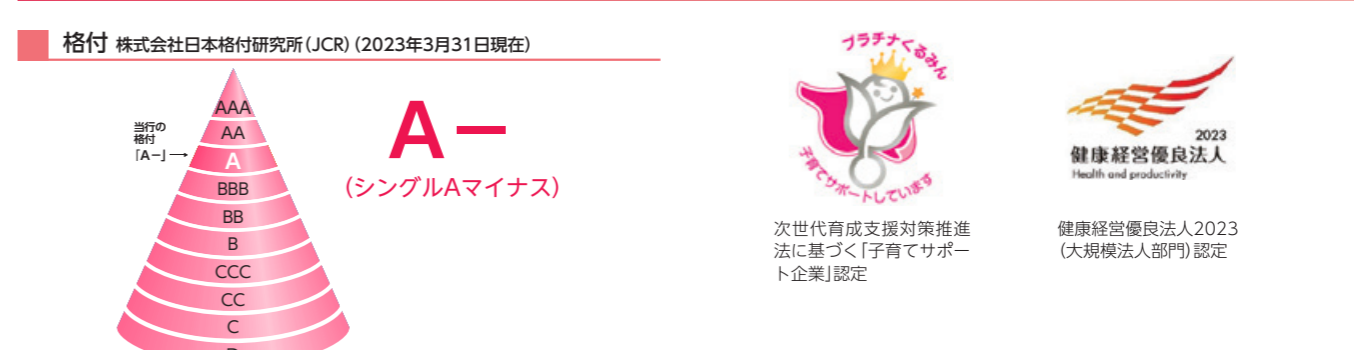 格付 株式会社日本格付研究所(JCR)(2023年3月31日現在)
当行の
格付
「A−」→
AAA
AA
A
BBB
BB
B
CCC
CC
C
D
A−
(シングルAマイナス)
プラチナくるみん
子育てサポートしています
次世代育成支援対策推進
法に基づく「子育てサポー
ト企業」認定
2023
健康経営優良法人
Health and productivity
健康経営優良法人2023
(大規模法人部門)認定